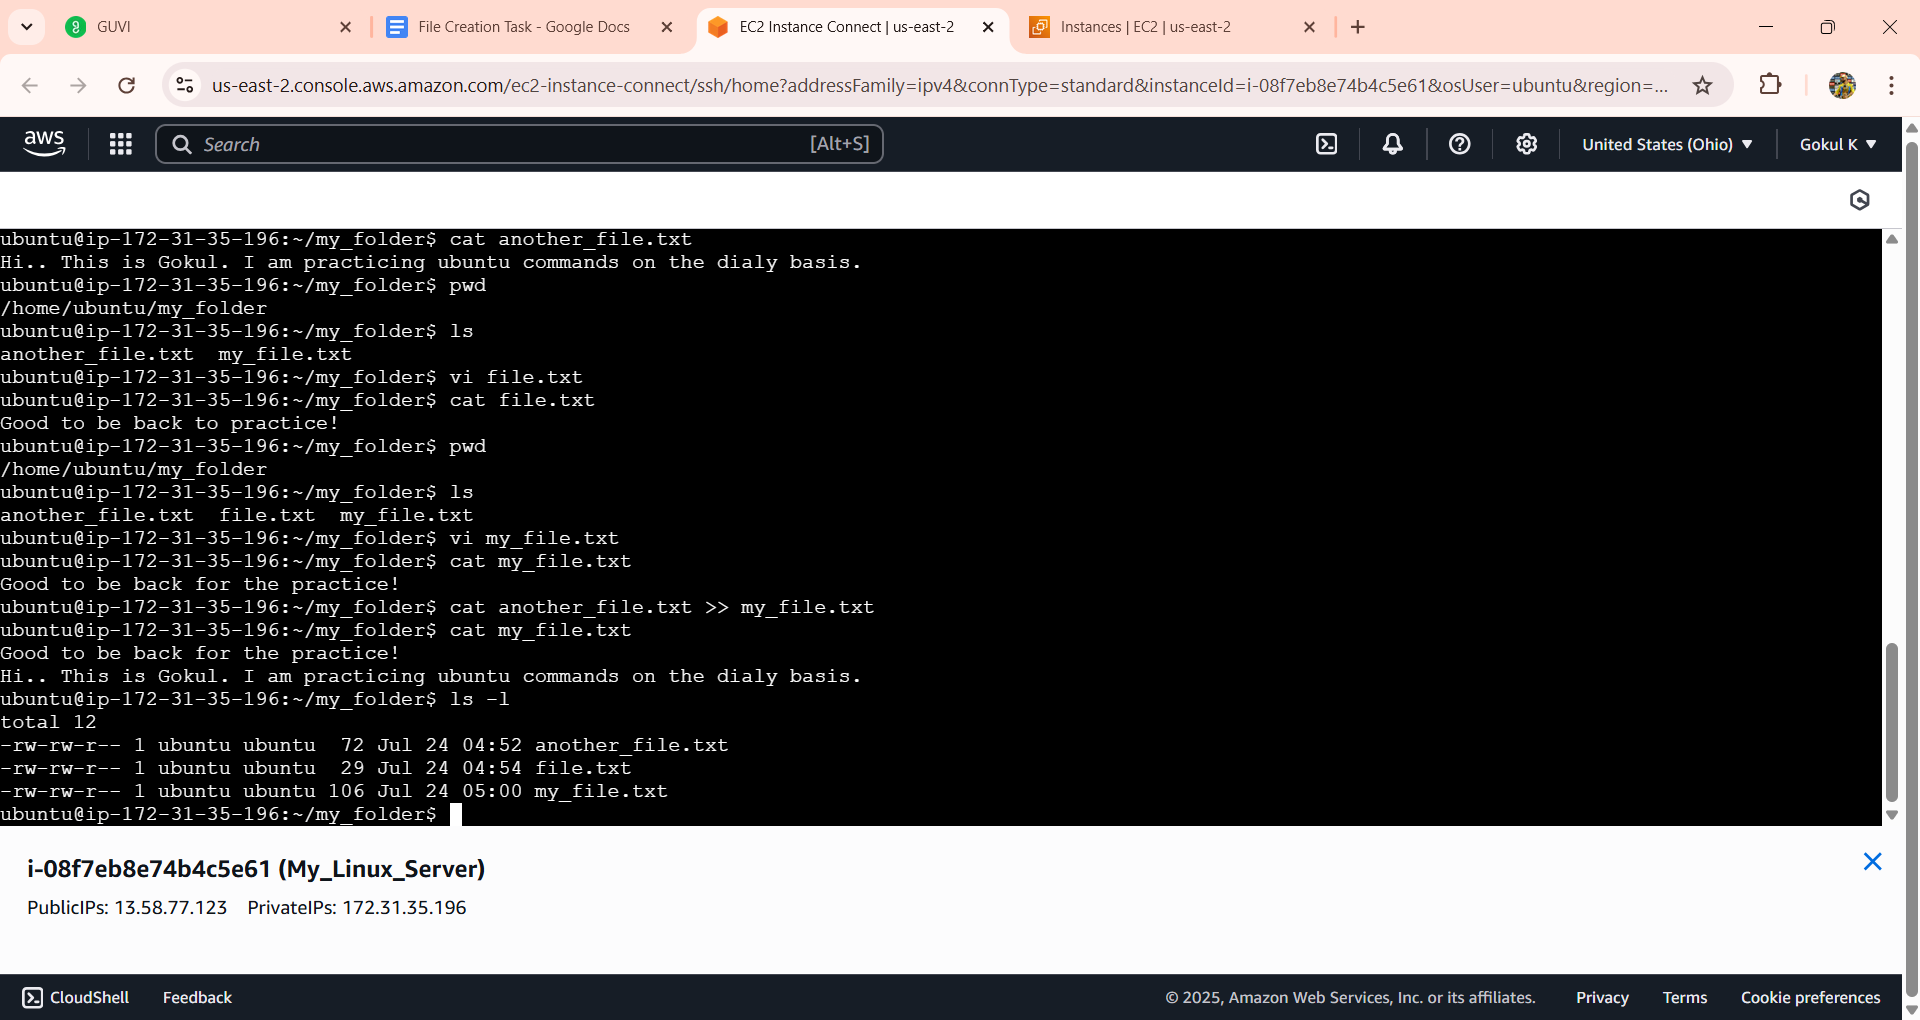 GUVI
File Creation Task - Google Docs
EC2 Instance Connect | us-east-2
Instances | EC2 | us-east-2
us-east-2.console.aws.amazon.com/ec2-instance-connect/ssh/home?addressFamily=ipv4&connType=standard&instanceId=i-08f7eb8e74b4c5e61&osUser=ubuntu&region=...
aws
Search
[Alt+S]
United States (Ohio)
Gokul K
ubuntu@ip-172-31-35-196:~/my_folder$ cat another_file.txt
Hi.. This is Gokul. I am practicing ubuntu commands on the dialy basis.
ubuntu@ip-172-31-35-196:~/my_folder$ pwd
/home/ubuntu/my_folder
ubuntu@ip-172-31-35-196:~/my_folder$ ls
another_file.txt  my_file.txt
ubuntu@ip-172-31-35-196:~/my_folder$ vi file.txt
ubuntu@ip-172-31-35-196:~/my_folder$ cat file.txt
Good to be back to practice!
ubuntu@ip-172-31-35-196:~/my_folder$ pwd
/home/ubuntu/my_folder
ubuntu@ip-172-31-35-196:~/my_folder$ ls
another_file.txt  file.txt  my_file.txt
ubuntu@ip-172-31-35-196:~/my_folder$ vi my_file.txt
ubuntu@ip-172-31-35-196:~/my_folder$ cat my_file.txt
Good to be back for the practice!
ubuntu@ip-172-31-35-196:~/my_folder$ cat another_file.txt >> my_file.txt
ubuntu@ip-172-31-35-196:~/my_folder$ cat my_file.txt
Good to be back for the practice!
Hi.. This is Gokul. I am practicing ubuntu commands on the dialy basis.
ubuntu@ip-172-31-35-196:~/my_folder$ ls -l
total 12
-rw-rw-r-- 1 ubuntu ubuntu  72 Jul 24 04:52 another_file.txt
-rw-rw-r-- 1 ubuntu ubuntu  29 Jul 24 04:54 file.txt
-rw-rw-r-- 1 ubuntu ubuntu 106 Jul 24 05:00 my_file.txt
ubuntu@ip-172-31-35-196:~/my_folder$
i-08f7eb8e74b4c5e61 (My_Linux_Server)
PublicIPs: 13.58.77.123    PrivateIPs: 172.31.35.196
CloudShell
Feedback
© 2025, Amazon Web Services, Inc. or its affiliates.
Privacy
Terms
Cookie preferences